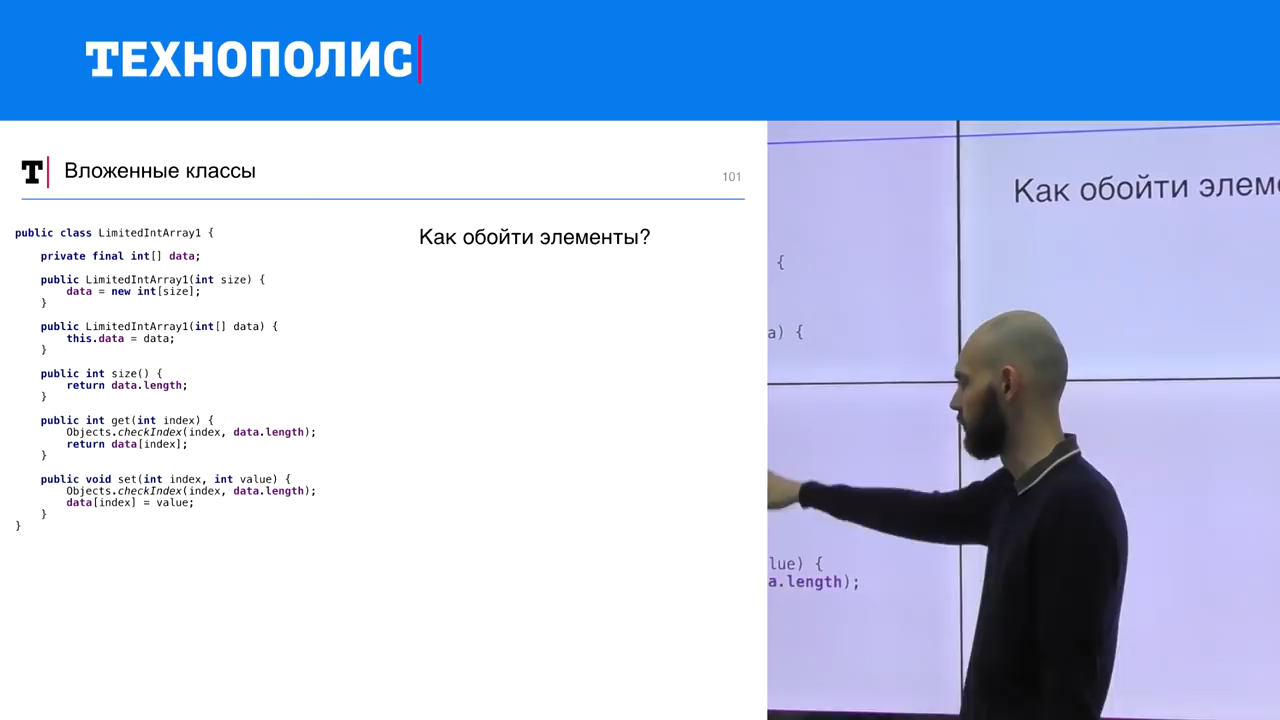 ТЕХНОПОЛИС
T
Вложенные классы
101
public class LimitedIntArray1 {
private final int[] data;
public LimitedIntArray1(int size) {
data = new int[size];
}
public LimitedIntArray1(int[] data) {
this.data = data;
}
public int size() {
return data.length;
}
public int get(int index) {
Objects.checkIndex(index, data.length);
return data[index];
}
public void set(int index, int value) {
Objects.checkIndex(index, data.length);
data[index] = value;
}
}
Как обойти элементы?
Как обойти элем
{
a) {
lue) {
a.length);